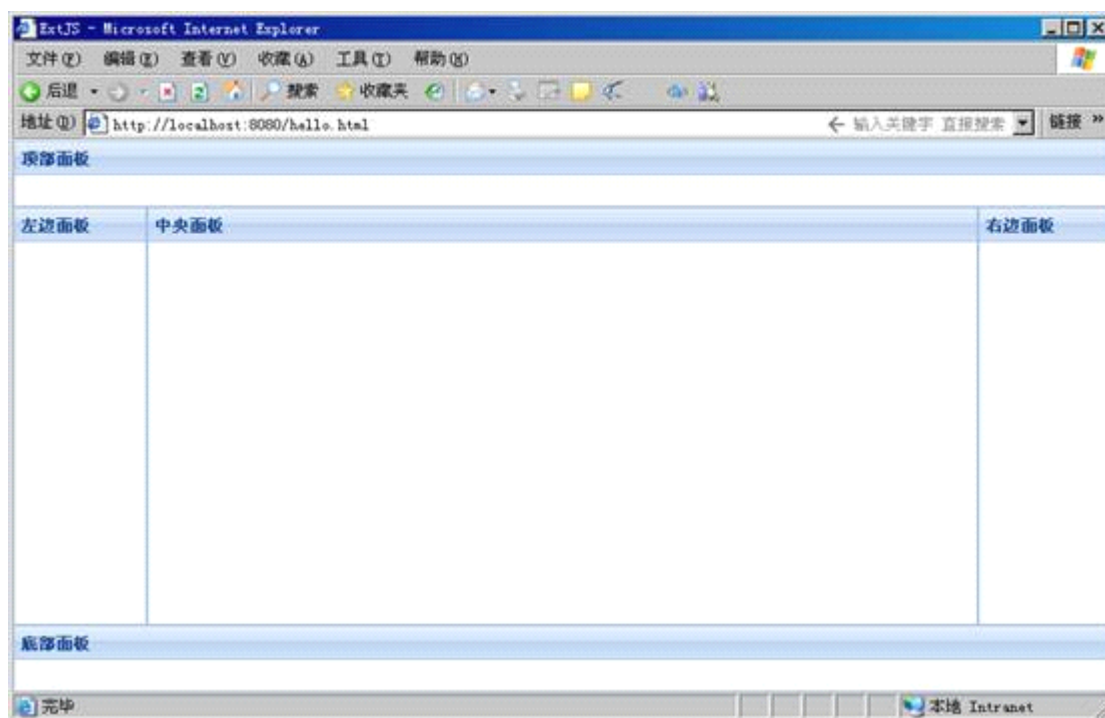 ExtJS - Microsoft Internet Explorer
文件(F) 编辑(E) 查看(V) 收藏(A) 工具(T) 帮助(H)
后退 搜索 收藏夹
地址(D) http://localhost:8080/hello.html 输入关键字 直接搜索 链接 »
顶部面板
左边面板 中央面板 右边面板
底部面板
完毕 本地 Intranet